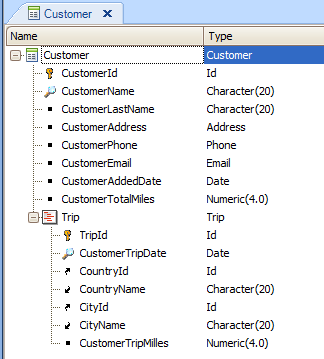 Customer
Name Type
Customer Customer
CustomerId Id
CustomerName Character(20)
CustomerLastName Character(20)
CustomerAddress Address
CustomerPhone Phone
CustomerEmail Email
CustomerAddedDate Date
CustomerTotalMiles Numeric(4.0)
Trip Trip
TripId Id
CustomerTripDate Date
CountryId Id
CountryName Character(20)
CityId Id
CityName Character(20)
CustomerTripMilles Numeric(4.0)